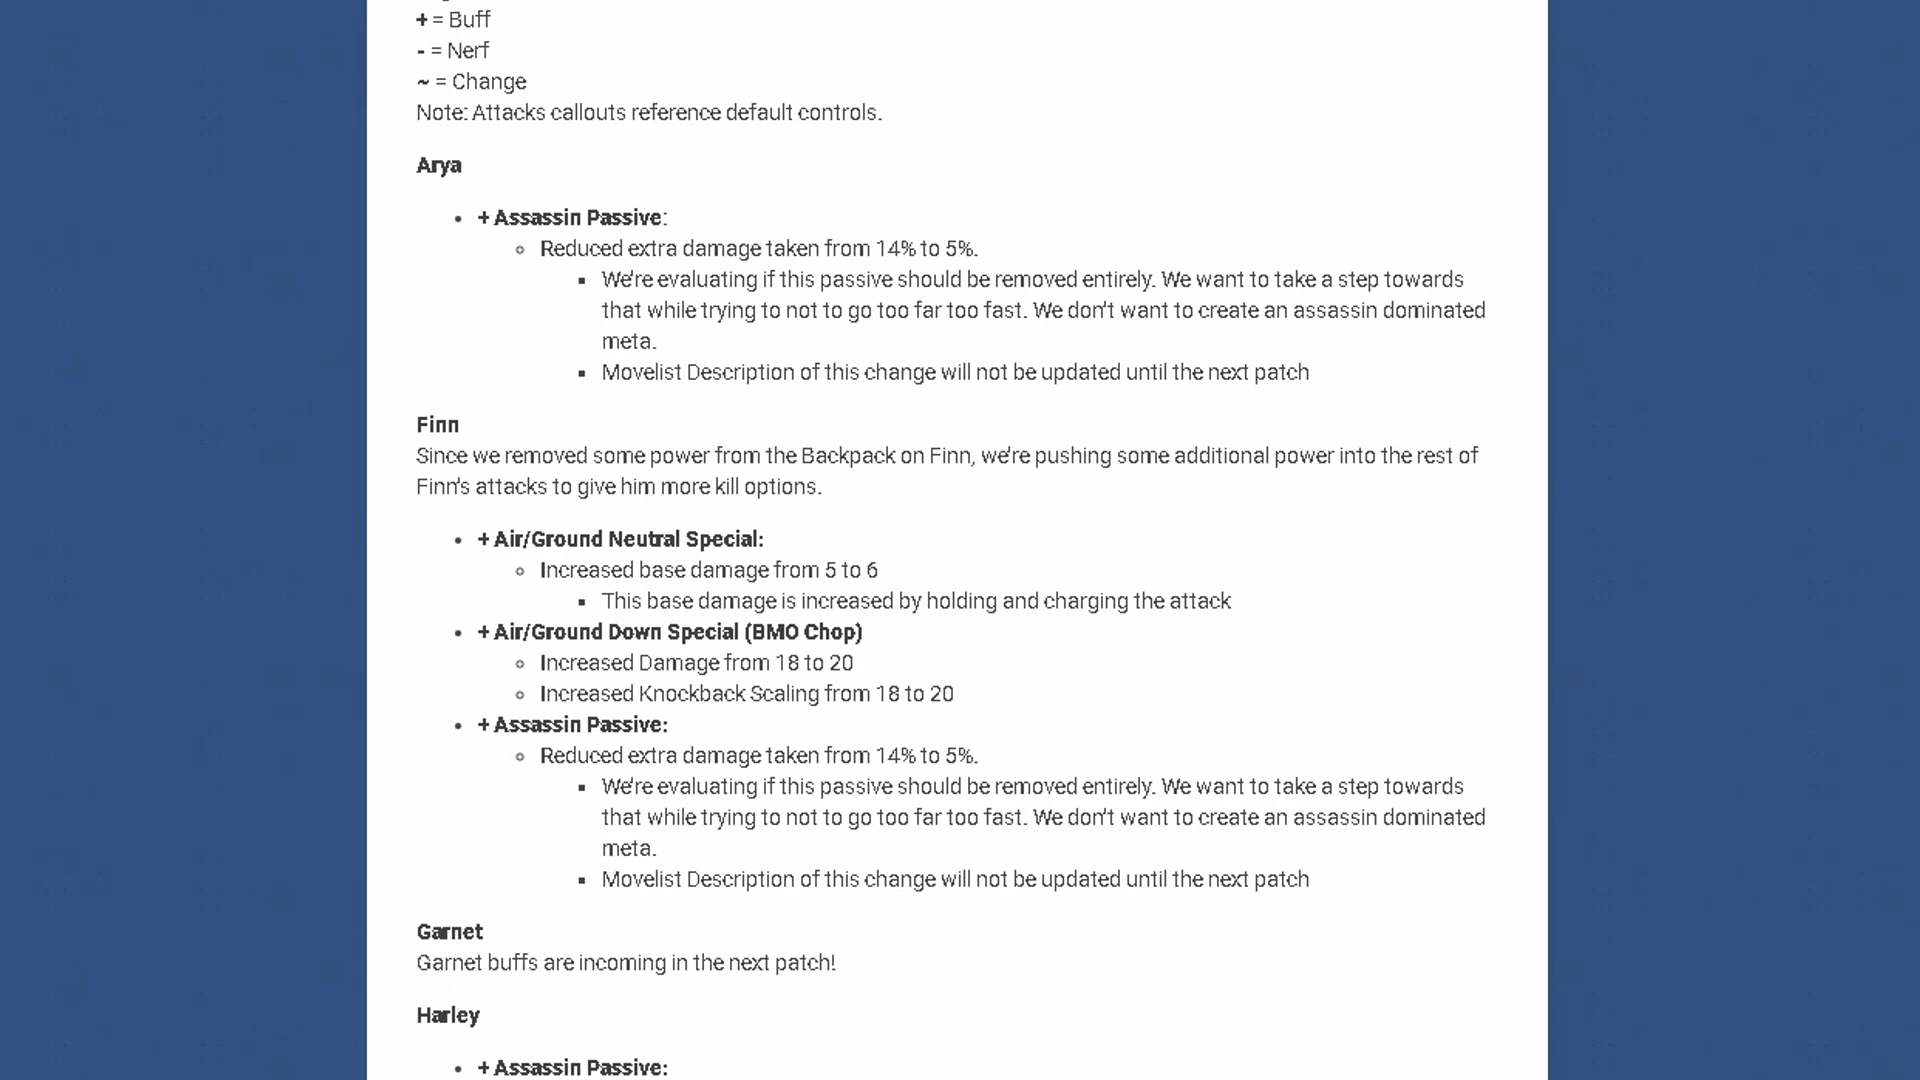 + = Buff
- = Nerf
~ = Change
Note: Attacks callouts reference default controls.
Arya
• + Assassin Passive:
◦ Reduced extra damage taken from 14% to 5%.
▪ We're evaluating if this passive should be removed entirely. We want to take a step towards
that while trying to not to go too far too fast. We don't want to create an assassin dominated
meta.
▪ Movelist Description of this change will not be updated until the next patch
Finn
Since we removed some power from the Backpack on Finn, we're pushing some additional power into the rest of
Finn's attacks to give him more kill options.
• + Air/Ground Neutral Special:
◦ Increased base damage from 5 to 6
▪ This base damage is increased by holding and charging the attack
• + Air/Ground Down Special (BMO Chop)
◦ Increased Damage from 18 to 20
◦ Increased Knockback Scaling from 18 to 20
• + Assassin Passive:
◦ Reduced extra damage taken from 14% to 5%.
▪ We're evaluating if this passive should be removed entirely. We want to take a step towards
that while trying to not to go too far too fast. We don't want to create an assassin dominated
meta.
▪ Movelist Description of this change will not be updated until the next patch
Garnet
Garnet buffs are incoming in the next patch!
Harley
• + Assassin Passive: